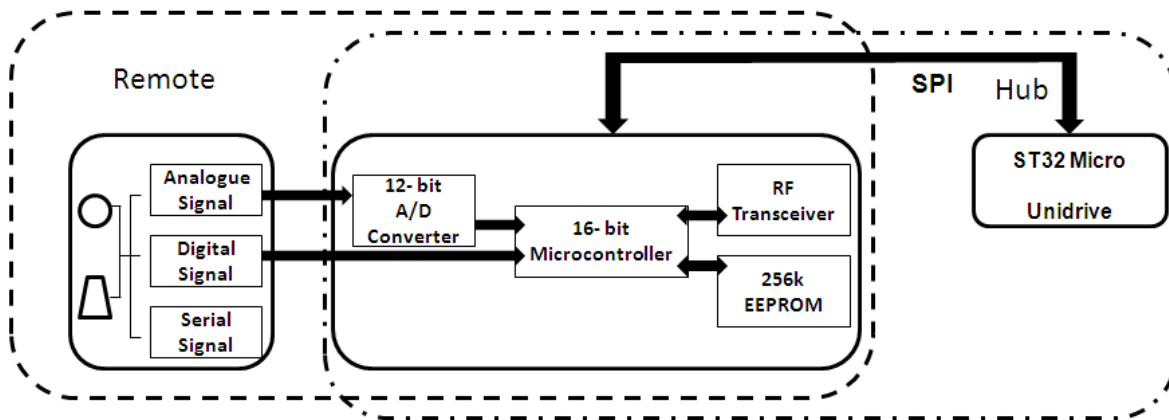 Remote
SPI
Hub
Analogue
Signal
Digital
Signal
Serial
Signal
12- bit
A/D
Converter
16- bit
Microcontroller
RF
Transceiver
256k
EEPROM
ST32 Micro
Unidrive